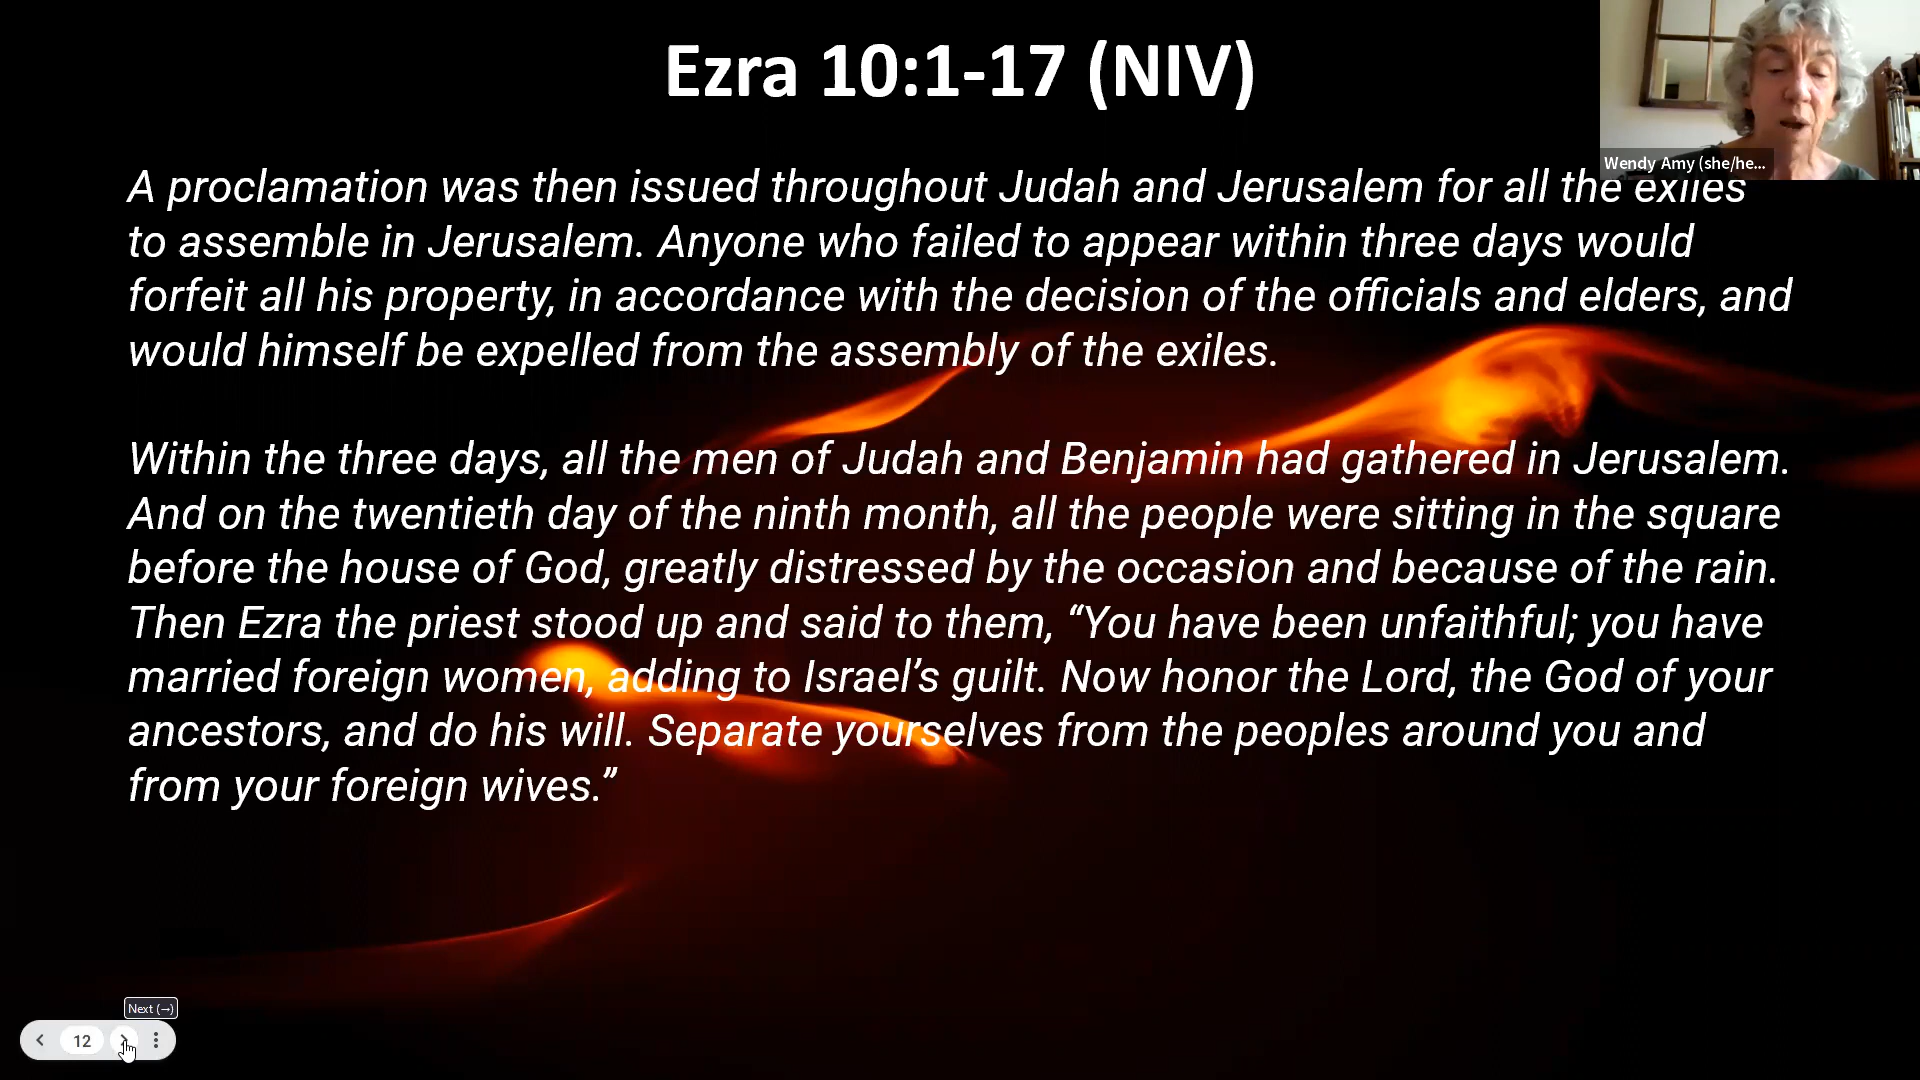 Ezra 10:1-17 (NIV)
Wendy Amy (she/he...
A proclamation was then issued throughout Judah and Jerusalem for all the exiles
to assemble in Jerusalem. Anyone who failed to appear within three days would
forfeit all his property, in accordance with the decision of the officials and elders, and
would himself be expelled from the assembly of the exiles.
Within the three days, all the men of Judah and Benjamin had gathered in Jerusalem.
And on the twentieth day of the ninth month, all the people were sitting in the square
before the house of God, greatly distressed by the occasion and because of the rain.
Then Ezra the priest stood up and said to them, “You have been unfaithful; you have
married foreign women, adding to Israel’s guilt. Now honor the Lord, the God of your
ancestors, and do his will. Separate yourselves from the peoples around you and
from your foreign wives.”
Next (→)
12